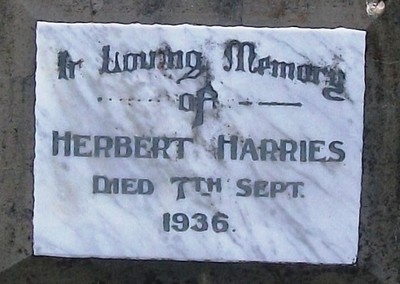 In Loving Memory
of
HERBERT HARRIES
DIED 7TH SEPT.
1936.